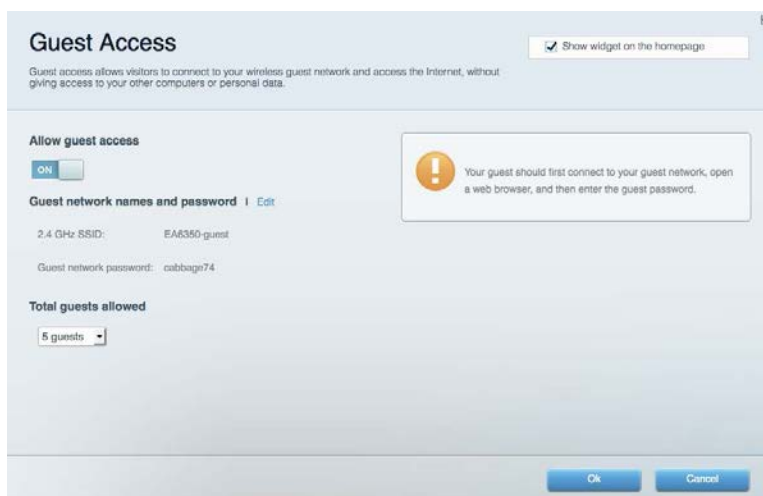 Guest Access
Show widget on the homepage
Guest access allows visitors to connect to your wireless guest network and access the Internet, without
giving access to your other computers or personal data.
Allow guest access
ON
Your guest should first connect to your guest network, open
a web browser, and then enter the guest password.
Guest network names and password | Edit
2.4 GHz SSID: EA6350-guest
Guest network password: cabbage74
Total guests allowed
5 guests
Ok Cancel